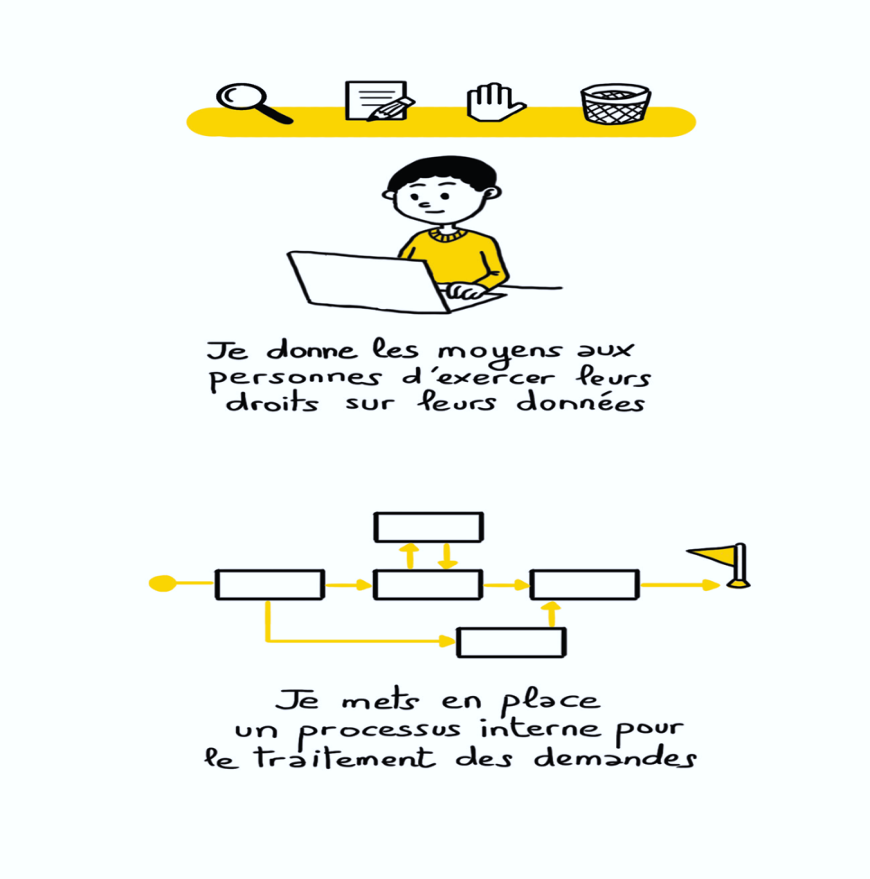 Je donne les moyens aux
personnes d'exercer leurs
droits sur leurs données
Je mets en place
un processus interne pour
le traitement des demandes